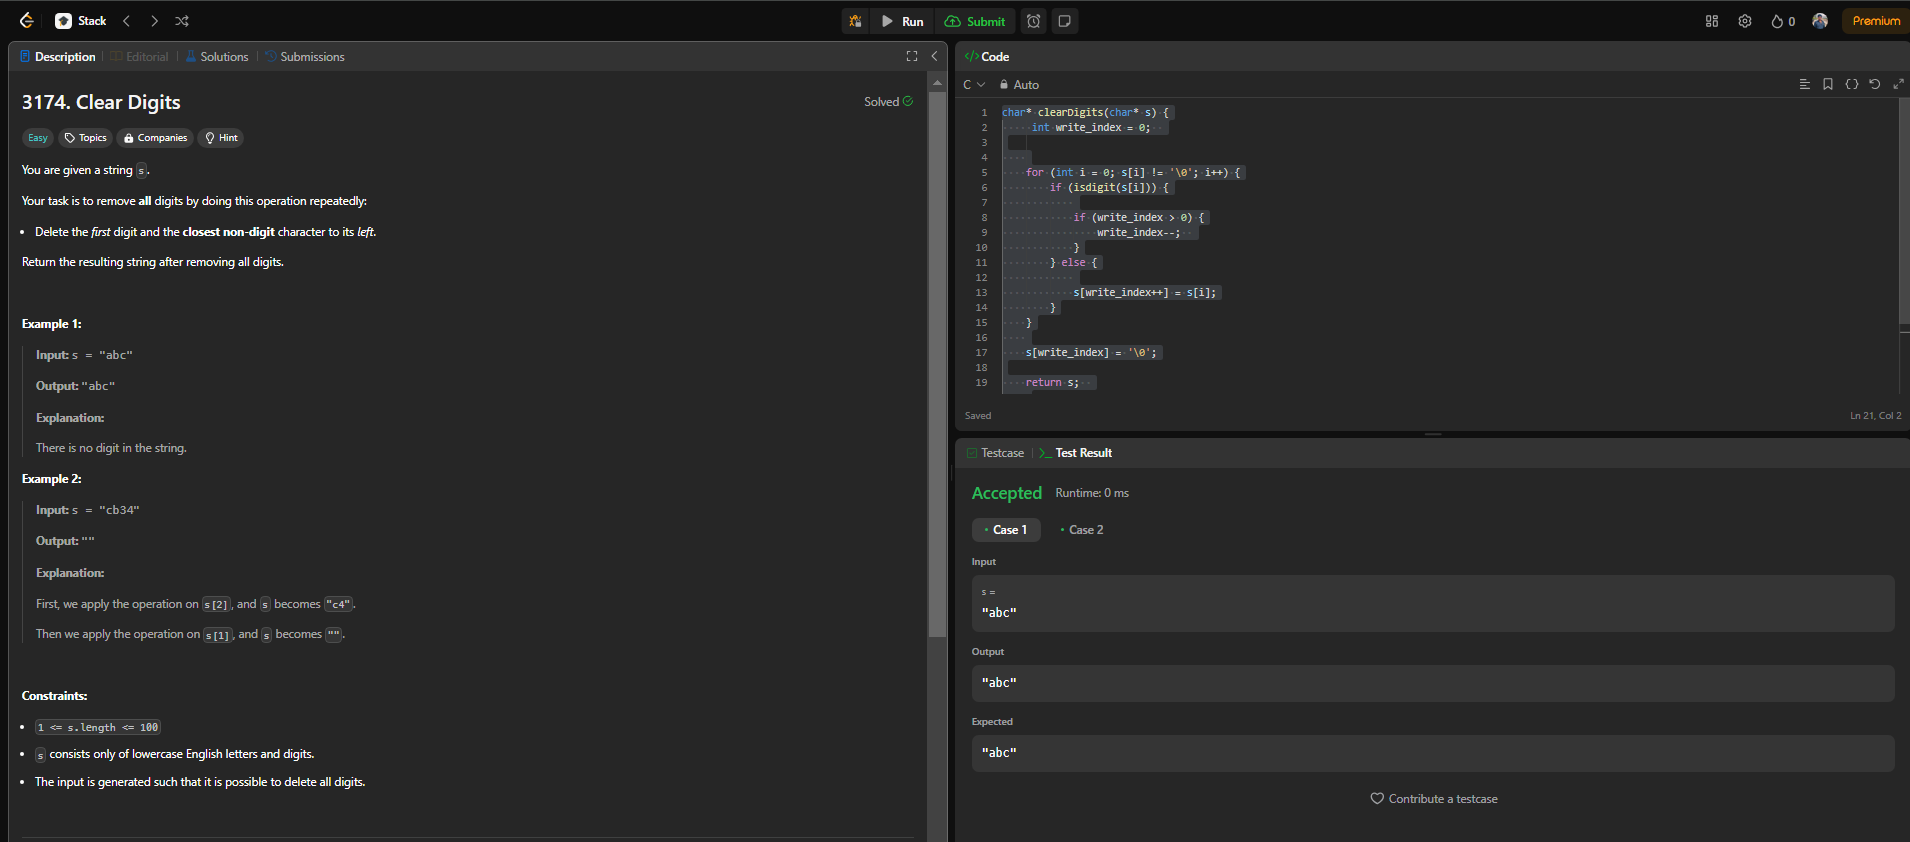 Stack
Run
Submit
0
Premium
Description
Editorial
Solutions
Submissions
3174. Clear Digits
Solved
Easy
Topics
Companies
Hint
You are given a string s.
Your task is to remove all digits by doing this operation repeatedly:
• Delete the first digit and the closest non-digit character to its left.
Return the resulting string after removing all digits.
Example 1:
Input: s = "abc"
Output: "abc"
Explanation:
There is no digit in the string.
Example 2:
Input: s = "cb34"
Output: ""
Explanation:
First, we apply the operation on s[2], and s becomes "c4".
Then we apply the operation on s[1], and s becomes "".
Constraints:
• 1 <= s.length <= 100
• s consists only of lowercase English letters and digits.
• The input is generated such that it is possible to delete all digits.
</> Code
C
Auto
1 char* clearDigits(char* s) {
2 int write_index = 0;
3
4
5 for (int i = 0; s[i] != '\0'; i++) {
6 if (isdigit(s[i])) {
7
8 if (write_index > 0) {
9 write_index--;
10 }
11 } else {
12
13 s[write_index++] = s[i];
14 }
15 }
16
17 s[write_index] = '\0';
18
19 return s;
Saved
Ln 21, Col 2
Testcase
>_ Test Result
Accepted
Runtime: 0 ms
• Case 1
• Case 2
Input
s =
"abc"
Output
"abc"
Expected
"abc"
Contribute a testcase